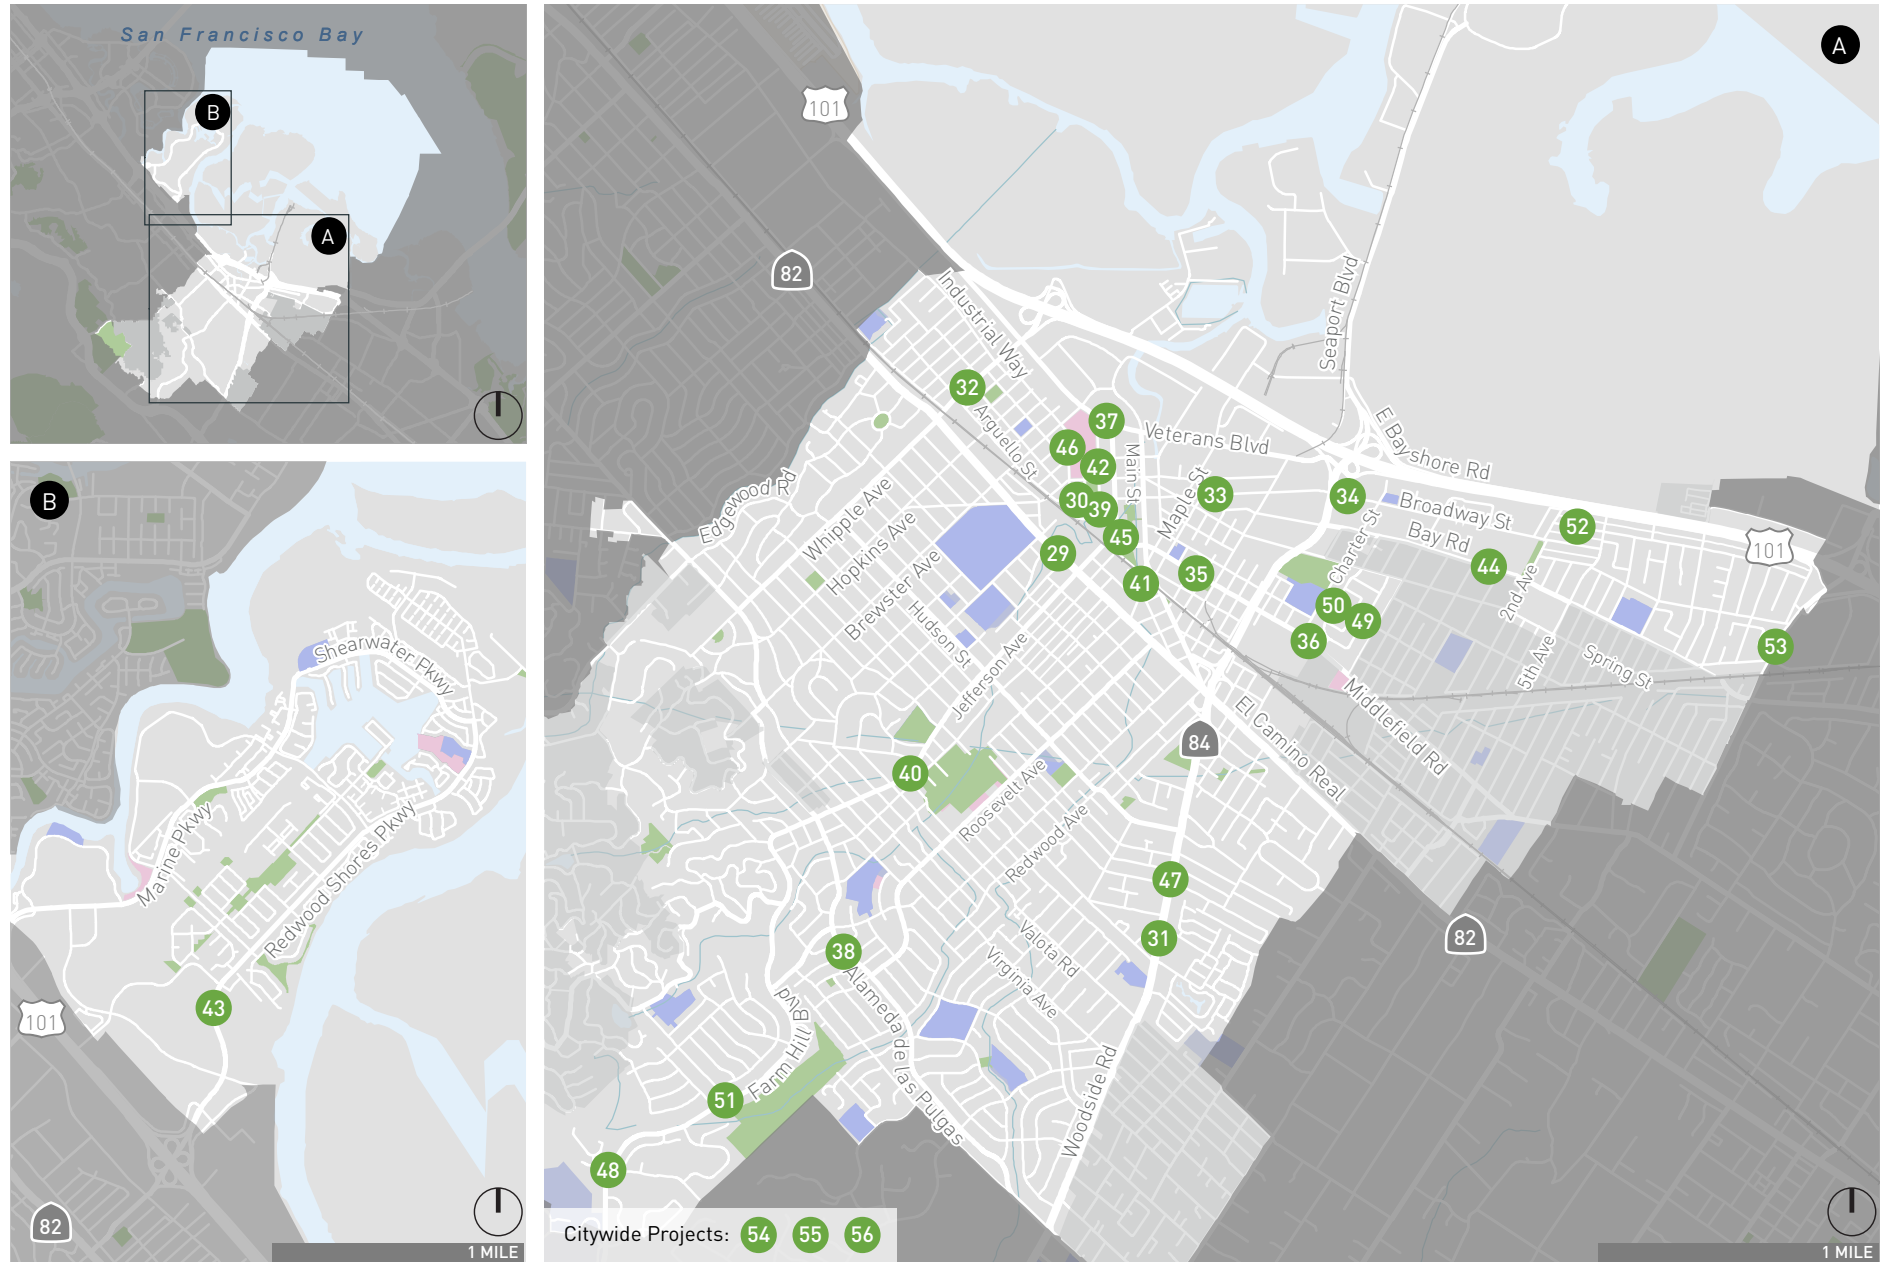 San Francisco Bay
B
A
B
Shearwater Pkwy
Marine Pkwy
Redwood Shores Pkwy
43
101
82
1 MILE
A
101
82
Industrial Way
Seaport Blvd
32
Arguello St
37
46
42
Main St
Veterans Blvd
E Bayshore Rd
30
39
Maple St
33
34
Broadway St
52
101
Edgewood Rd
Whipple Ave
Hopkins Ave
Brewster Ave
Hudson St
29
45
41
35
Charter St
Bay Rd
44
2nd Ave
50
49
36
53
Jefferson Ave
5th Ave
Spring St
Middlefield Rd
El Camino Real
84
40
Roosevelt Ave
Redwood Ave
47
31
82
38
Valota Rd
Virginia Ave
Alameda de las Pulgas
Farm Hill Blvd
51
Woodside Rd
48
Citywide Projects: 54 55 56
1 MILE